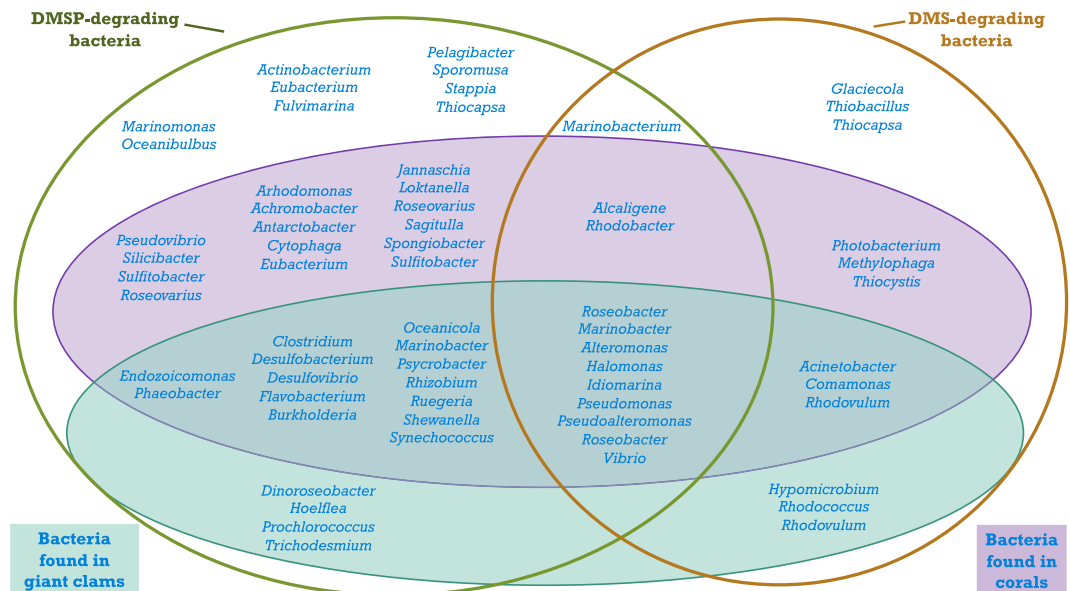 DMSP-degrading
bacteria
DMS-degrading
bacteria
Actinobacterium
Eubacterium
Fulvimarina
Pelagibacter
Sporomusa
Stappia
Thiocapsa
Marinomonas
Oceanibulbus
Marinobacterium
Glaciecola
Thiobacillus
Thiocapsa
Pseudovibrio
Silicibacter
Sulfitobacter
Roseovarius
Arhodomonas
Achromobacter
Antarctobacter
Cytophaga
Eubacterium
Jannaschia
Loktanella
Roseovarius
Sagitulla
Spongiobacter
Sulfitobacter
Alcaligene
Rhodobacter
Photobacterium
Methylophaga
Thiocystis
Endozoicomonas
Phaeobacter
Clostridium
Desulfobacterium
Desulfovibrio
Flavobacterium
Burkholderia
Oceanicola
Marinobacter
Psycrobacter
Rhizobium
Ruegeria
Shewanella
Synechococcus
Roseobacter
Marinobacter
Alteromonas
Halomonas
Idiomarina
Pseudomonas
Pseudoalteromonas
Roseobacter
Vibrio
Acinetobacter
Comamonas
Rhodovulum
Dinoroseobacter
Hoelflea
Prochlorococcus
Trichodesmium
Hypomicrobium
Rhodococcus
Rhodovulum
Bacteria
found in
giant clams
Bacteria
found in
corals